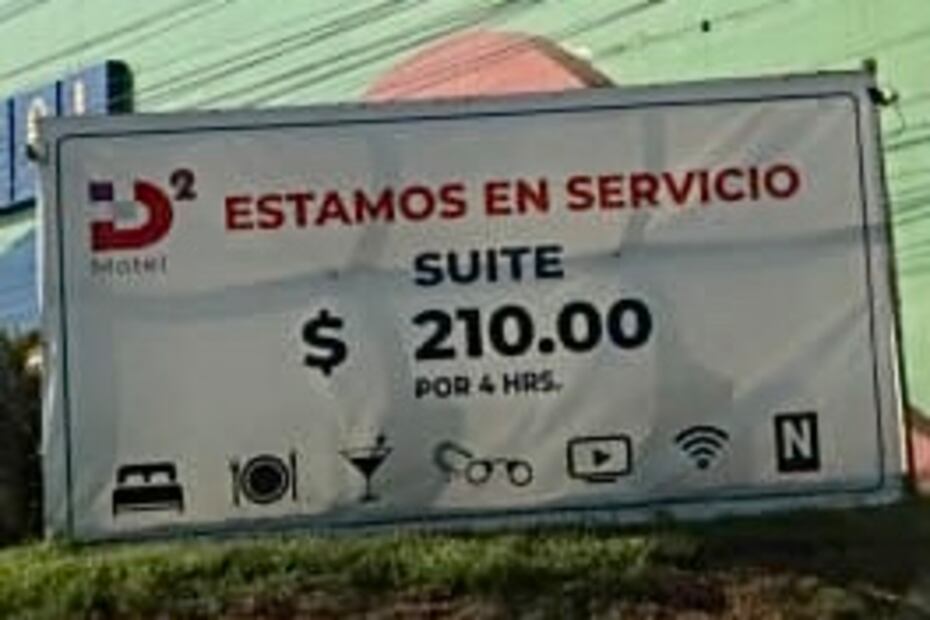 D²
Motel
ESTAMOS EN SERVICIO
SUITE
$ 210.00
POR 4 HRS.
N